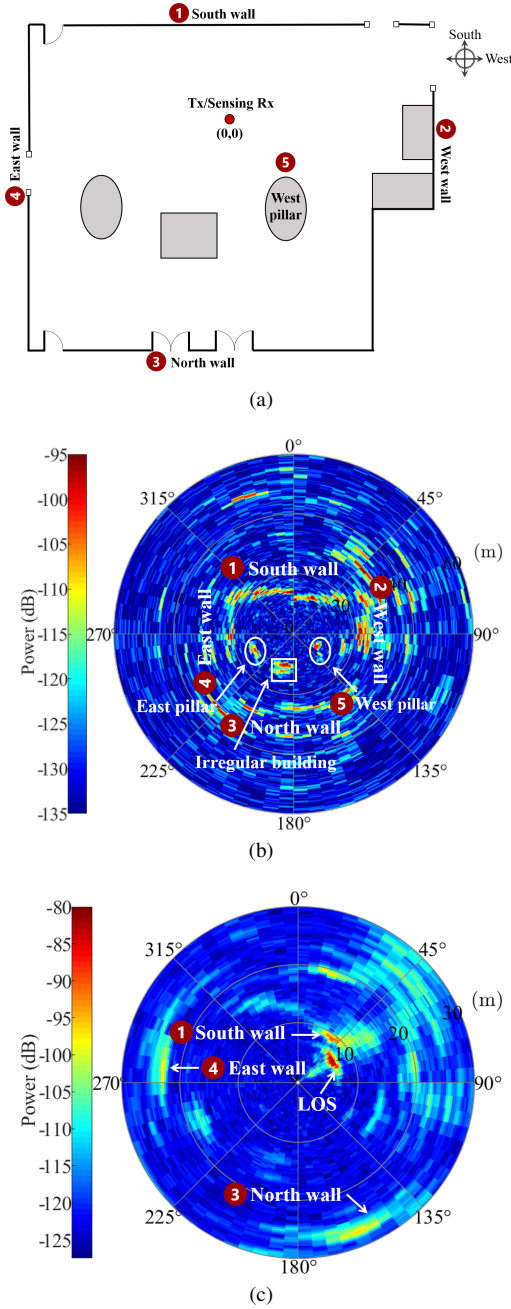 1 South wall
South
West
Tx/Sensing Rx
(0,0)
2 West wall
East wall
4
5
West
pillar
3 North wall
(a)
-95
-100
-105
-110
-115
-120
-125
-130
-135
Power (dB)
0°
45°
90°
135°
180°
225°
270°
315°
(m)
0
20
40
60
1 South wall
2 West wall
East wall
4
East pillar
5 West pillar
3 North wall
Irregular building
(b)
-80
-85
-90
-95
-100
-105
-110
-115
-120
-125
Power (dB)
0°
45°
90°
135°
180°
225°
270°
315°
(m)
10
20
30
1 South wall
4 East wall
LOS
3 North wall
(c)